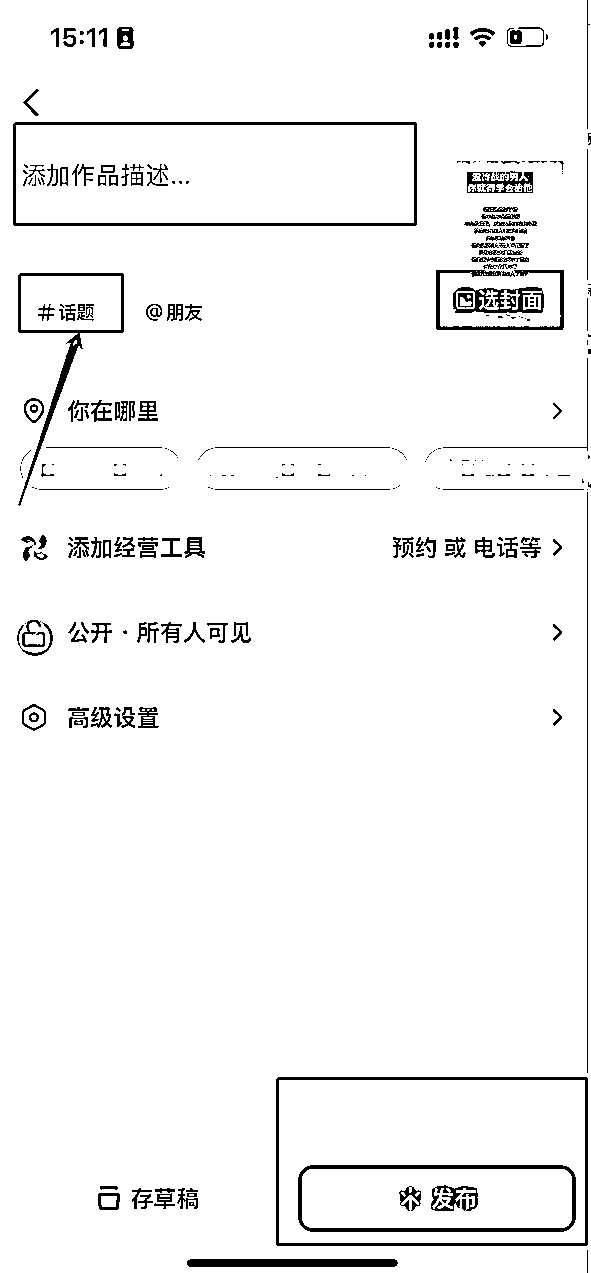 15:11
添加作品描述...
选封面
#话题
@朋友
你在哪里
添加经营工具
预约 或 电话等
公开·所有人可见
高级设置
存草稿
发布